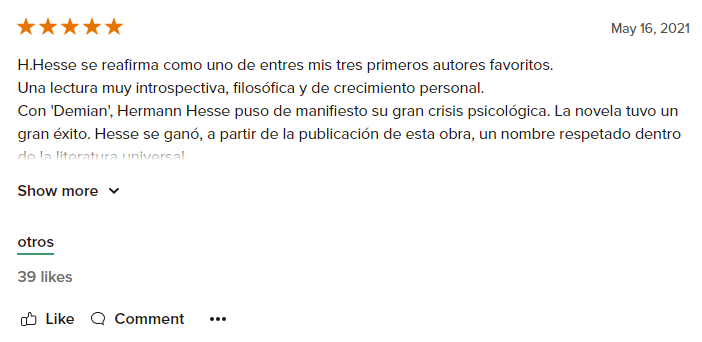 May 16, 2021
H.Hesse se reafirma como uno de entres mis tres primeros autores favoritos.
Una lectura muy introspectiva, filosófica y de crecimiento personal.
Con 'Demian', Hermann Hesse puso de manifiesto su gran crisis psicológica. La novela tuvo un
gran éxito. Hesse se ganó, a partir de la publicación de esta obra, un nombre respetado dentro
de la literatura universal
Show more
otros
39 likes
Like Comment